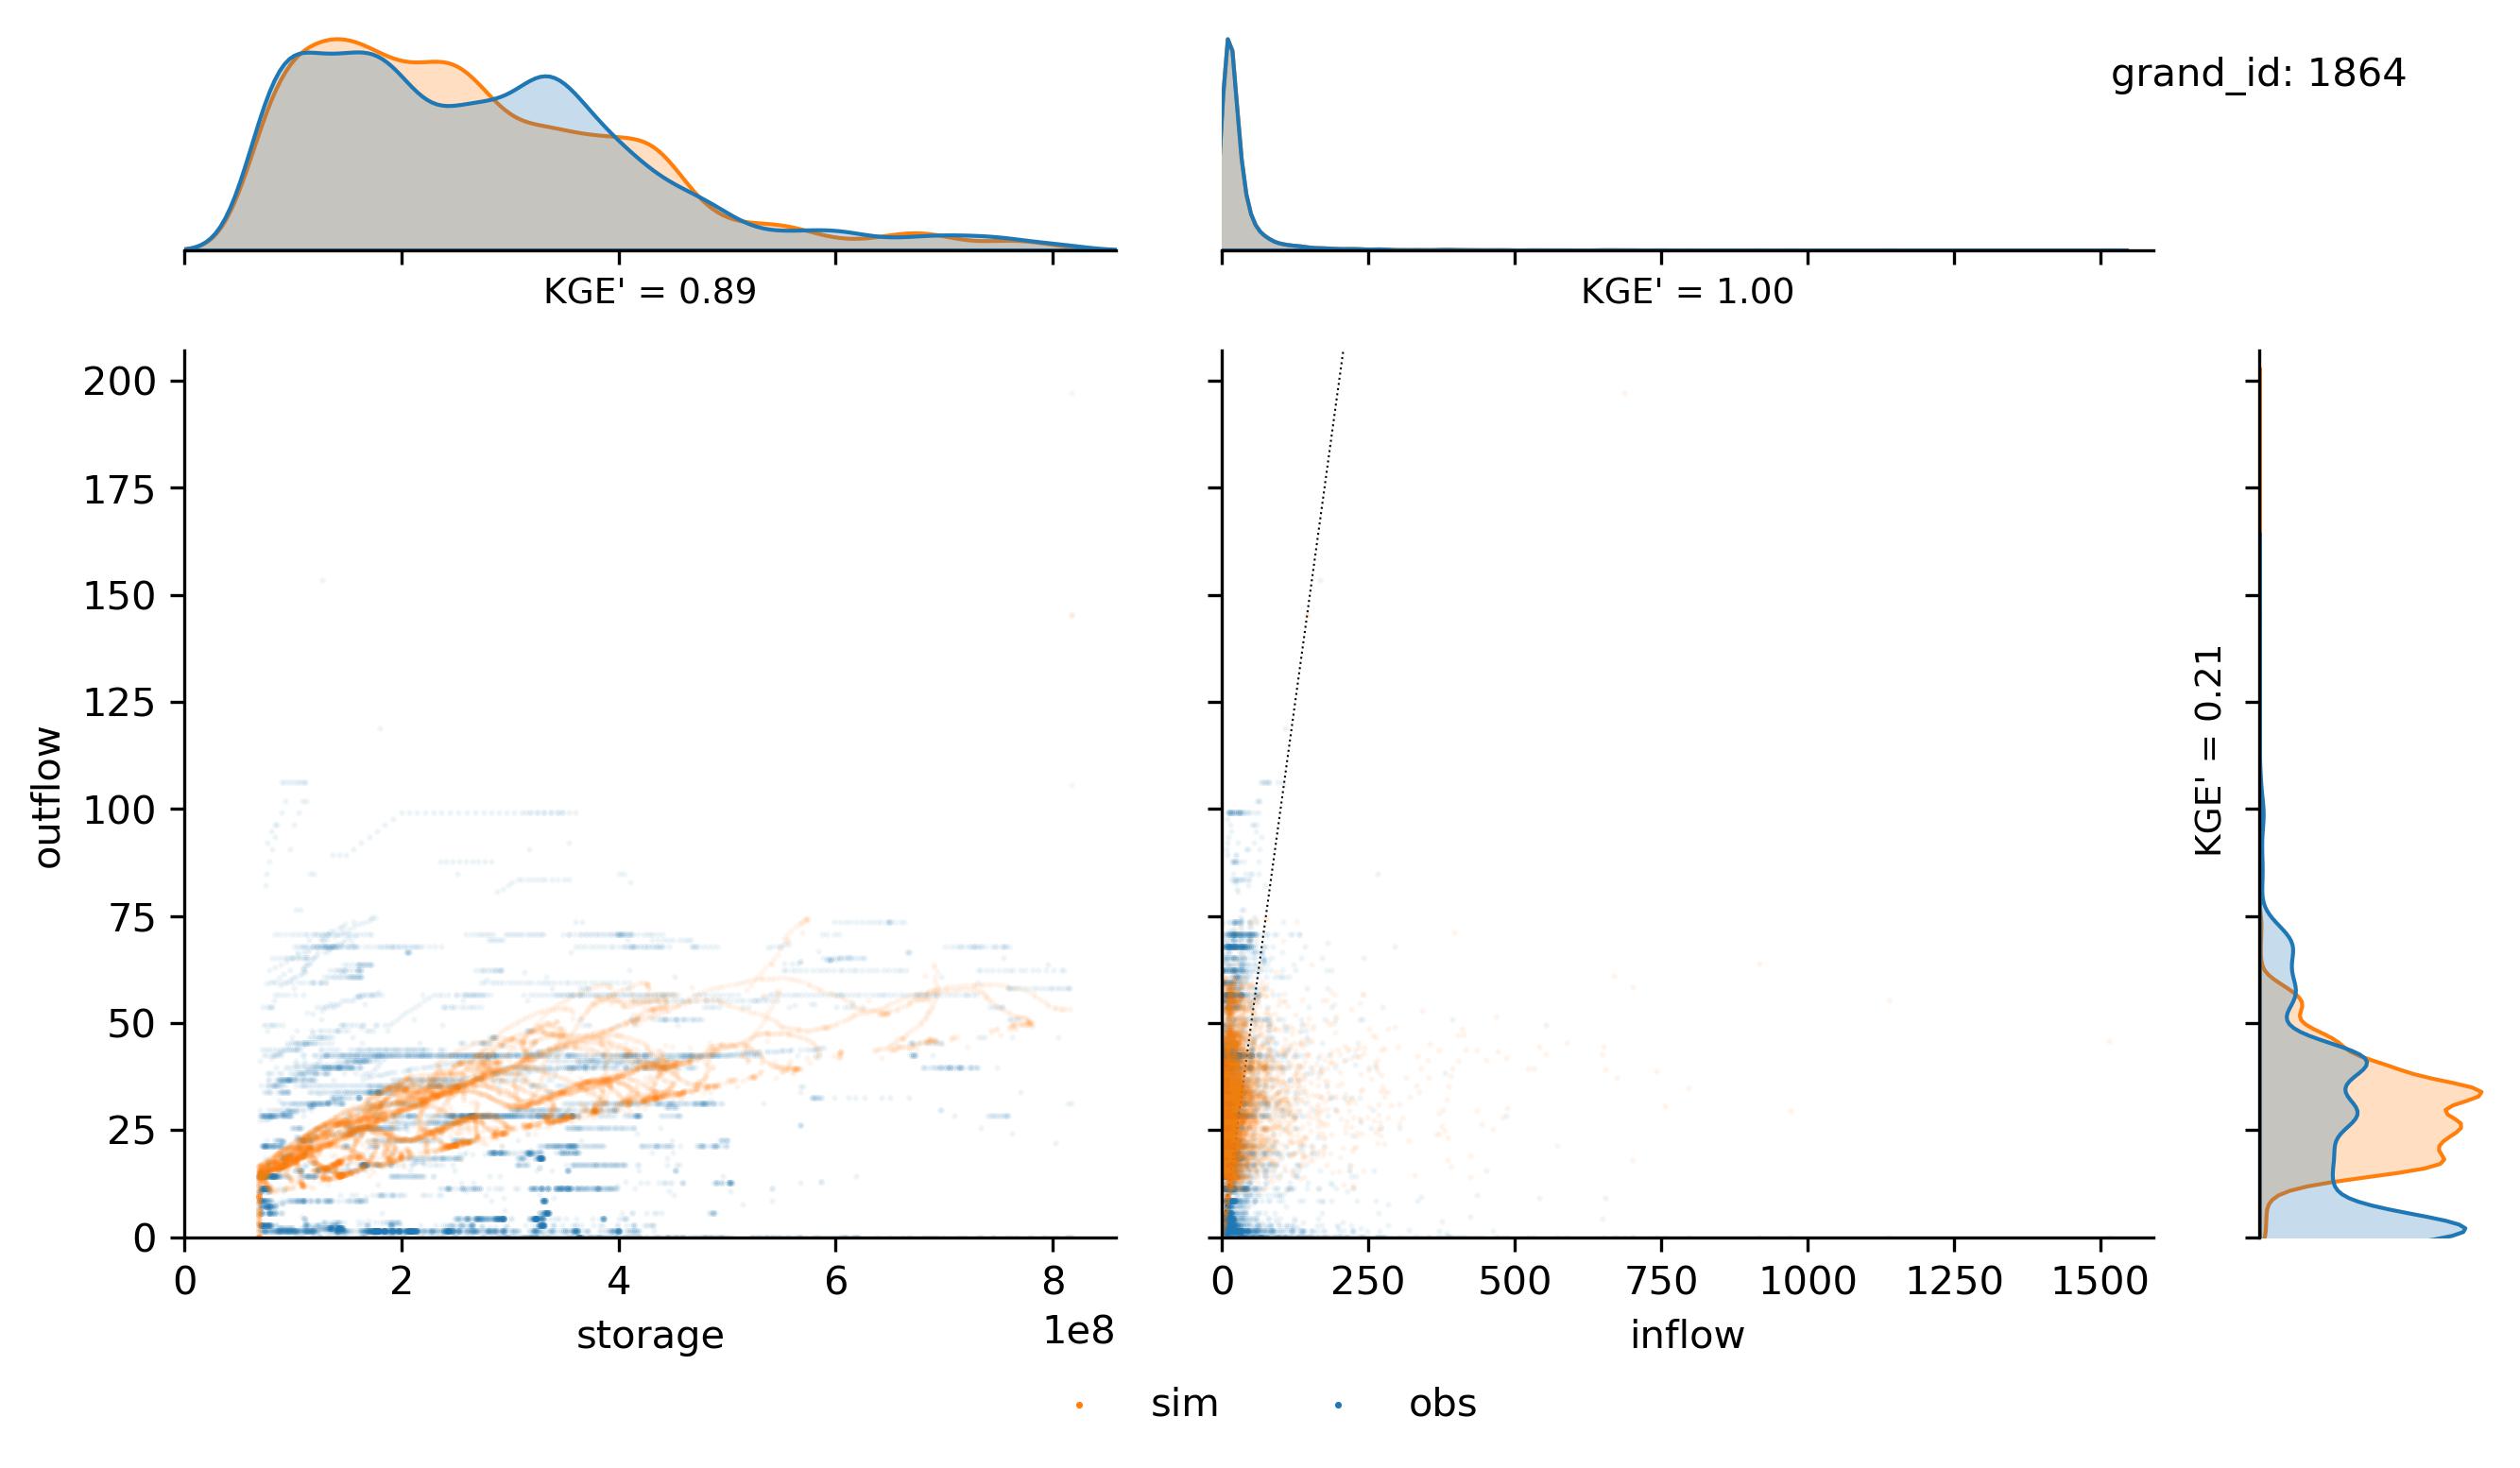 grand_id: 1864
KGE' = 0.89
KGE' = 1.00
200
175
150
125
100
75
50
25
0
outflow
KGE' = 0.21
0 2 4 6 8
1e8
storage
0 250 500 750 1000 1250 1500
inflow
sim obs